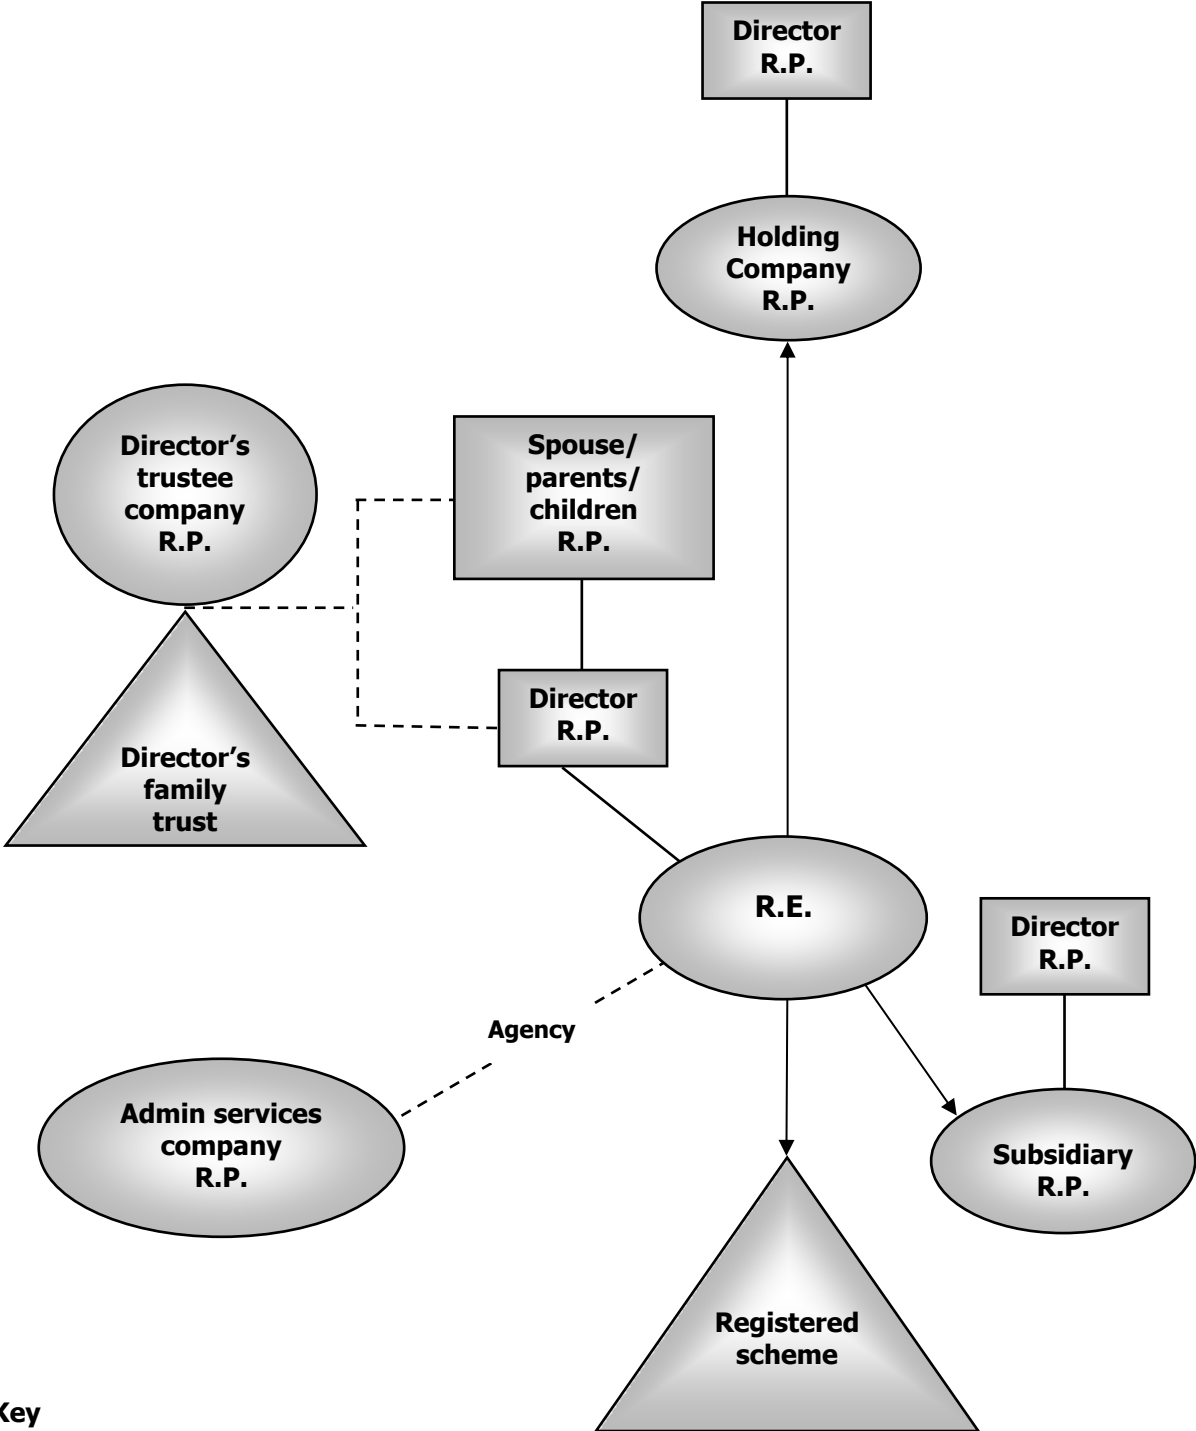 Director
R.P.
Holding
Company
R.P.
Director's
trustee
company
R.P.
Spouse/
parents/
children
R.P.
Director
R.P.
Director's
family
trust
R.E.
Director
R.P.
Agency
Admin services
company
R.P.
Subsidiary
R.P.
Registered
scheme
Key